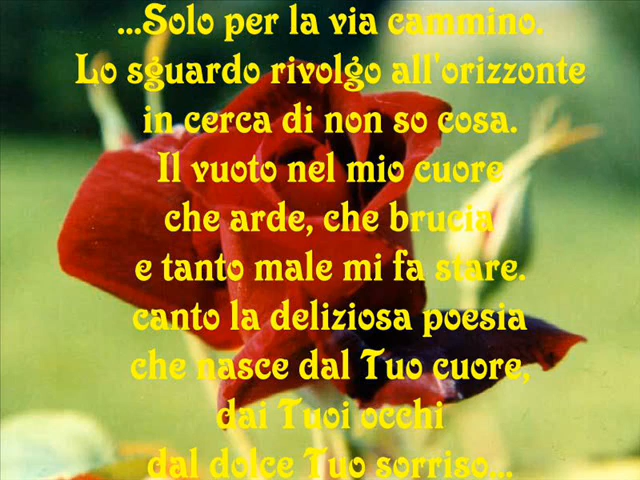 ...Solo per la via cammino.
Lo sguardo rivolgo all'orizzonte
in cerca di non so cosa.
Il vuoto nel mio cuore
che arde, che brucia
e tanto male mi fa stare.
canto la deliziosa poesia
che nasce dal Tuo cuore,
dai Tuoi occhi
dal dolce Tuo sorriso...